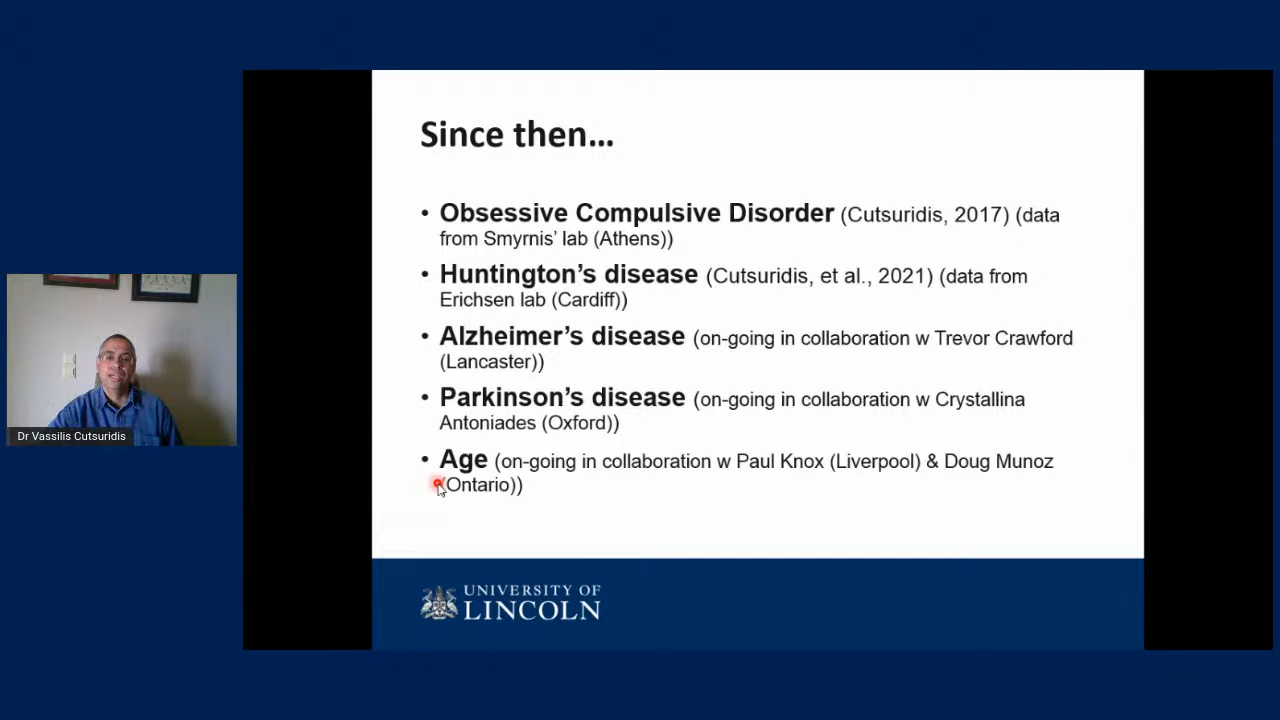 Since then…
• Obsessive Compulsive Disorder (Cutsuridis, 2017) (data
from Smyrnis’ lab (Athens))
• Huntington’s disease (Cutsuridis, et al., 2021) (data from
Erichsen lab (Cardiff))
• Alzheimer’s disease (on-going in collaboration w Trevor Crawford
(Lancaster))
• Parkinson’s disease (on-going in collaboration w Crystallina
Antoniades (Oxford))
• Age (on-going in collaboration w Paul Knox (Liverpool) & Doug Munoz
(Ontario))
Dr Vassilis Cutsuridis
UNIVERSITY OF
LINCOLN